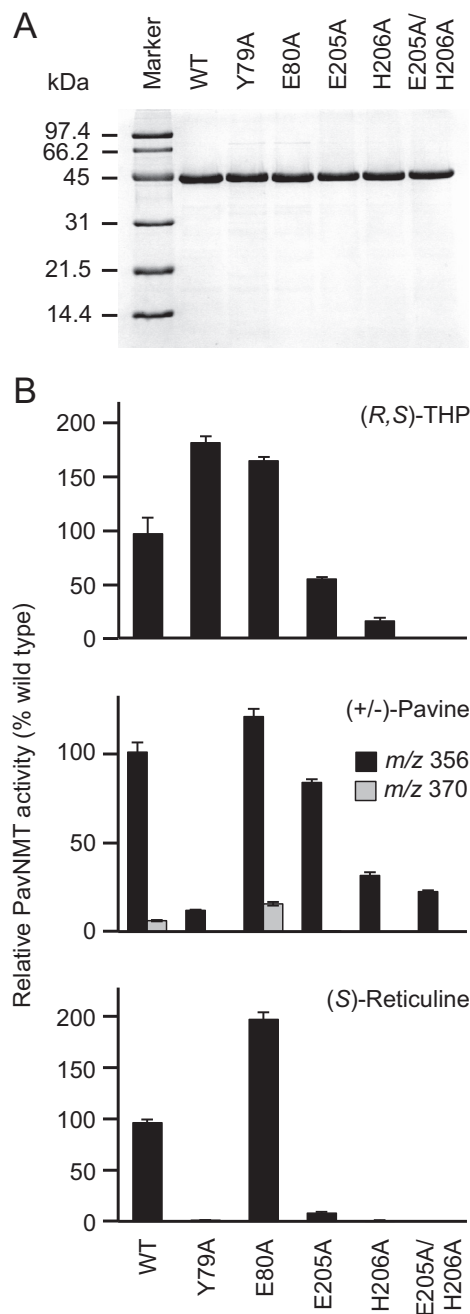 A
kDa
Marker
WT
Y79A
E80A
E205A
H206A
E205A/
H206A
97.4
66.2
45
31
21.5
14.4
B
Relative PavNMT activity (% wild type)
(R,S)-THP
200
150
100
50
0
(+/-)-Pavine
m/z 356
m/z 370
100
50
0
(S)-Reticuline
200
150
100
50
0
WT
Y79A
E80A
E205A
H206A
E205A/
H206A